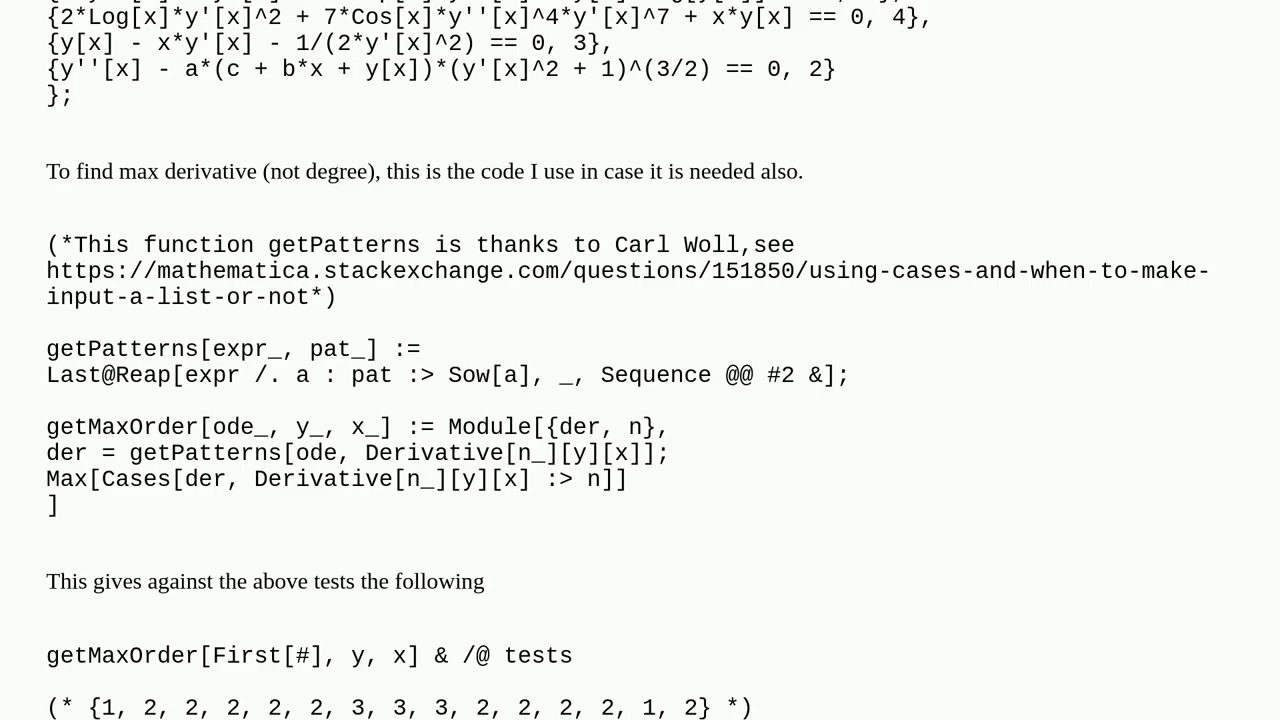 {2*Log[x]*y'[x]^2 + 7*Cos[x]*y''[x]^4*y'[x]^7 + x*y[x] == 0, 4},
{y[x] - x*y'[x] - 1/(2*y'[x]^2) == 0, 3},
{y''[x] - a*(c + b*x + y[x])*(y'[x]^2 + 1)^(3/2) == 0, 2}
};
To find max derivative (not degree), this is the code I use in case it is needed also.
(*This function getPatterns is thanks to Carl Woll,see
https://mathematica.stackexchange.com/questions/151850/using-cases-and-when-to-make-
input-a-list-or-not*)
getPatterns[expr_, pat_] :=
Last@Reap[expr /. a : pat :> Sow[a], _, Sequence @@ #2 &];
getMaxOrder[ode_, y_, x_] := Module[{der, n},
der = getPatterns[ode, Derivative[n_][y][x]];
Max[Cases[der, Derivative[n_][y][x] :> n]]
]
This gives against the above tests the following
getMaxOrder[First[#], y, x] & /@ tests
(* {1, 2, 2, 2, 2, 2, 3, 3, 3, 2, 2, 2, 2, 1, 2} *)